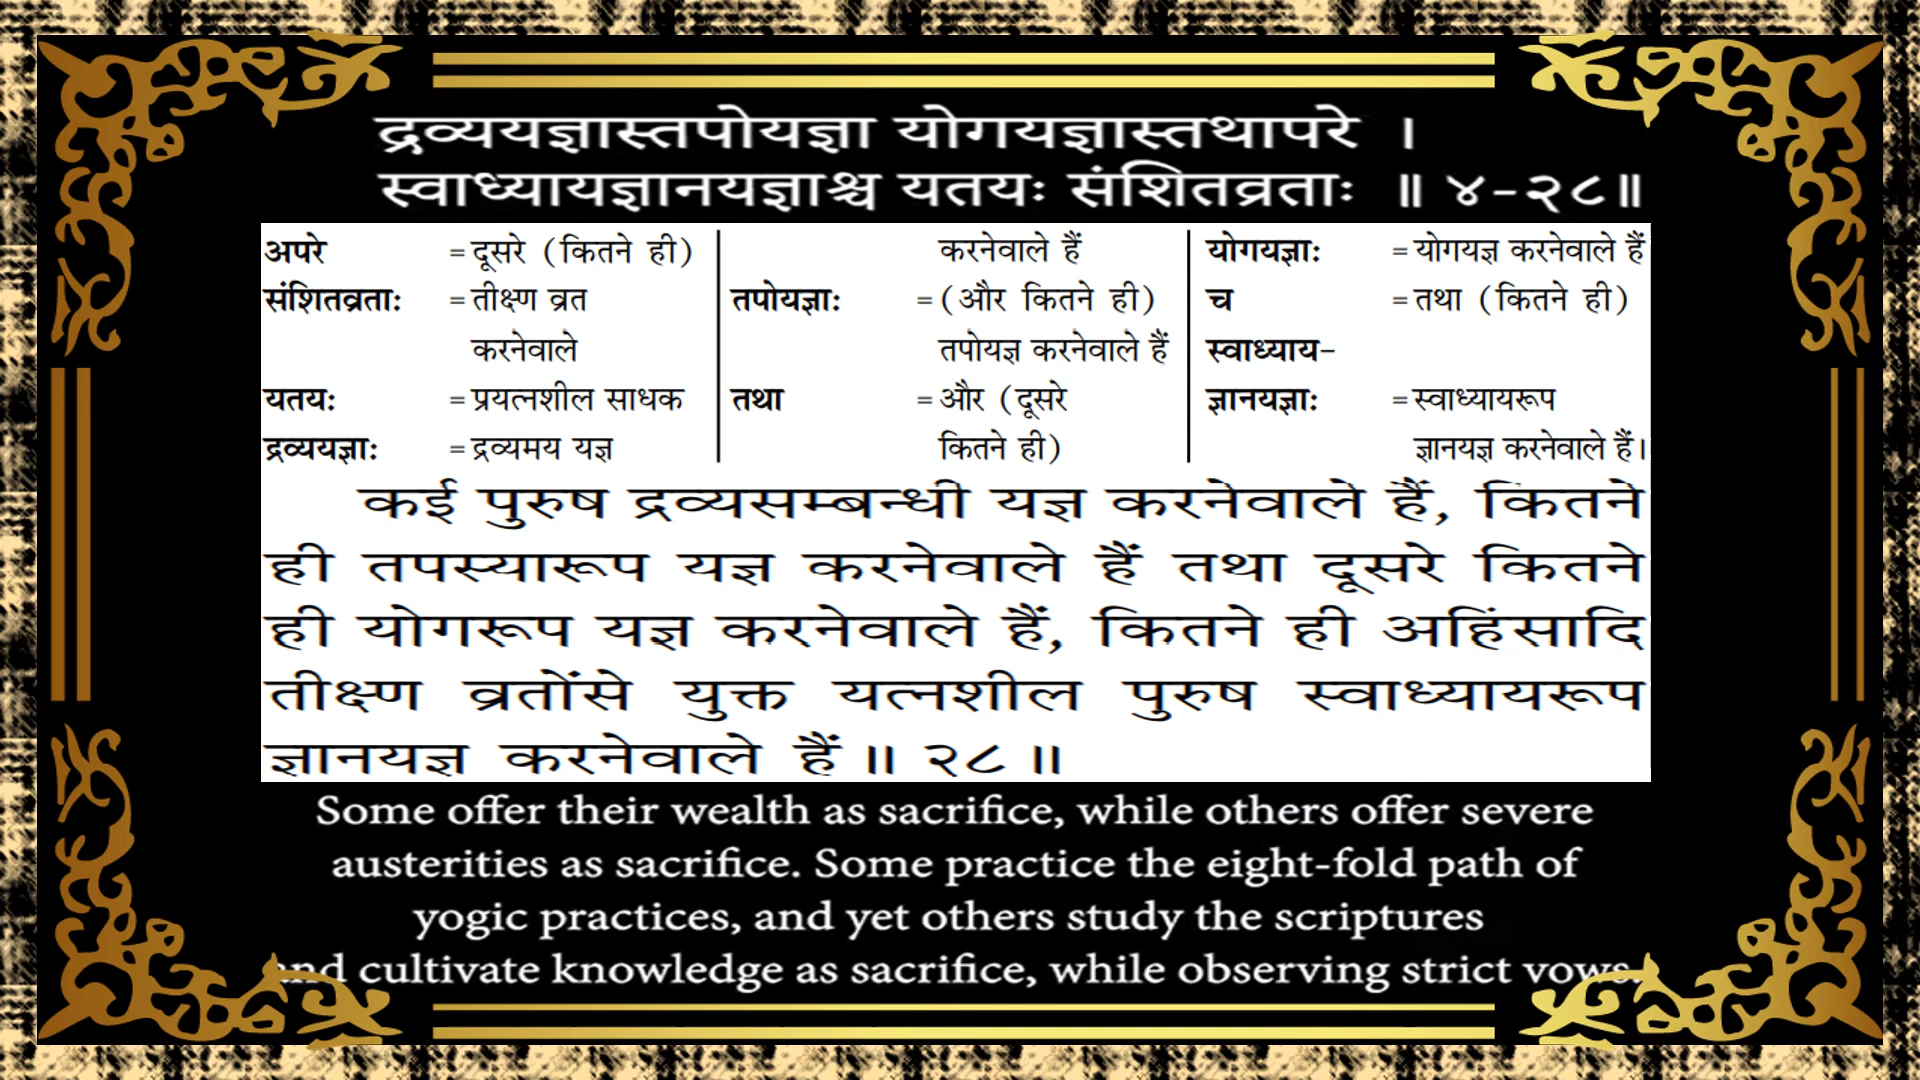 द्रव्ययज्ञास्तपोयज्ञा योगयज्ञास्तथापरे ।
स्वाध्यायज्ञानयज्ञाश्च यतयः संशितव्रताः ॥ ४-२८॥
अपरे = दूसरे (कितने ही)
संशितव्रताः = तीक्ष्ण व्रत
करनेवाले
यतयः = प्रयत्नशील साधक
द्रव्ययज्ञाः = द्रव्यमय यज्ञ
करनेवाले हैं
तपोयज्ञाः = (और कितने ही)
तपोयज्ञ करनेवाले हैं
तथा = और (दूसरे
कितने ही)
योगयज्ञाः = योगयज्ञ करनेवाले हैं
च = तथा (कितने ही)
स्वाध्याय-
ज्ञानयज्ञाः = स्वाध्यायरूप
ज्ञानयज्ञ करनेवाले हैं।
कई पुरुष द्रव्यसम्बन्धी यज्ञ करनेवाले हैं, कितने
ही तपस्यारूप यज्ञ करनेवाले हैं तथा दूसरे कितने
ही योगरूप यज्ञ करनेवाले हैं, कितने ही अहिंसादि
तीक्ष्ण व्रतोंसे युक्त यत्नशील पुरुष स्वाध्यायरूप
ज्ञानयज्ञ करनेवाले हैं ॥ २८ ॥
Some offer their wealth as sacrifice, while others offer severe
austerities as sacrifice. Some practice the eight-fold path of
yogic practices, and yet others study the scriptures
and cultivate knowledge as sacrifice, while observing strict vows.